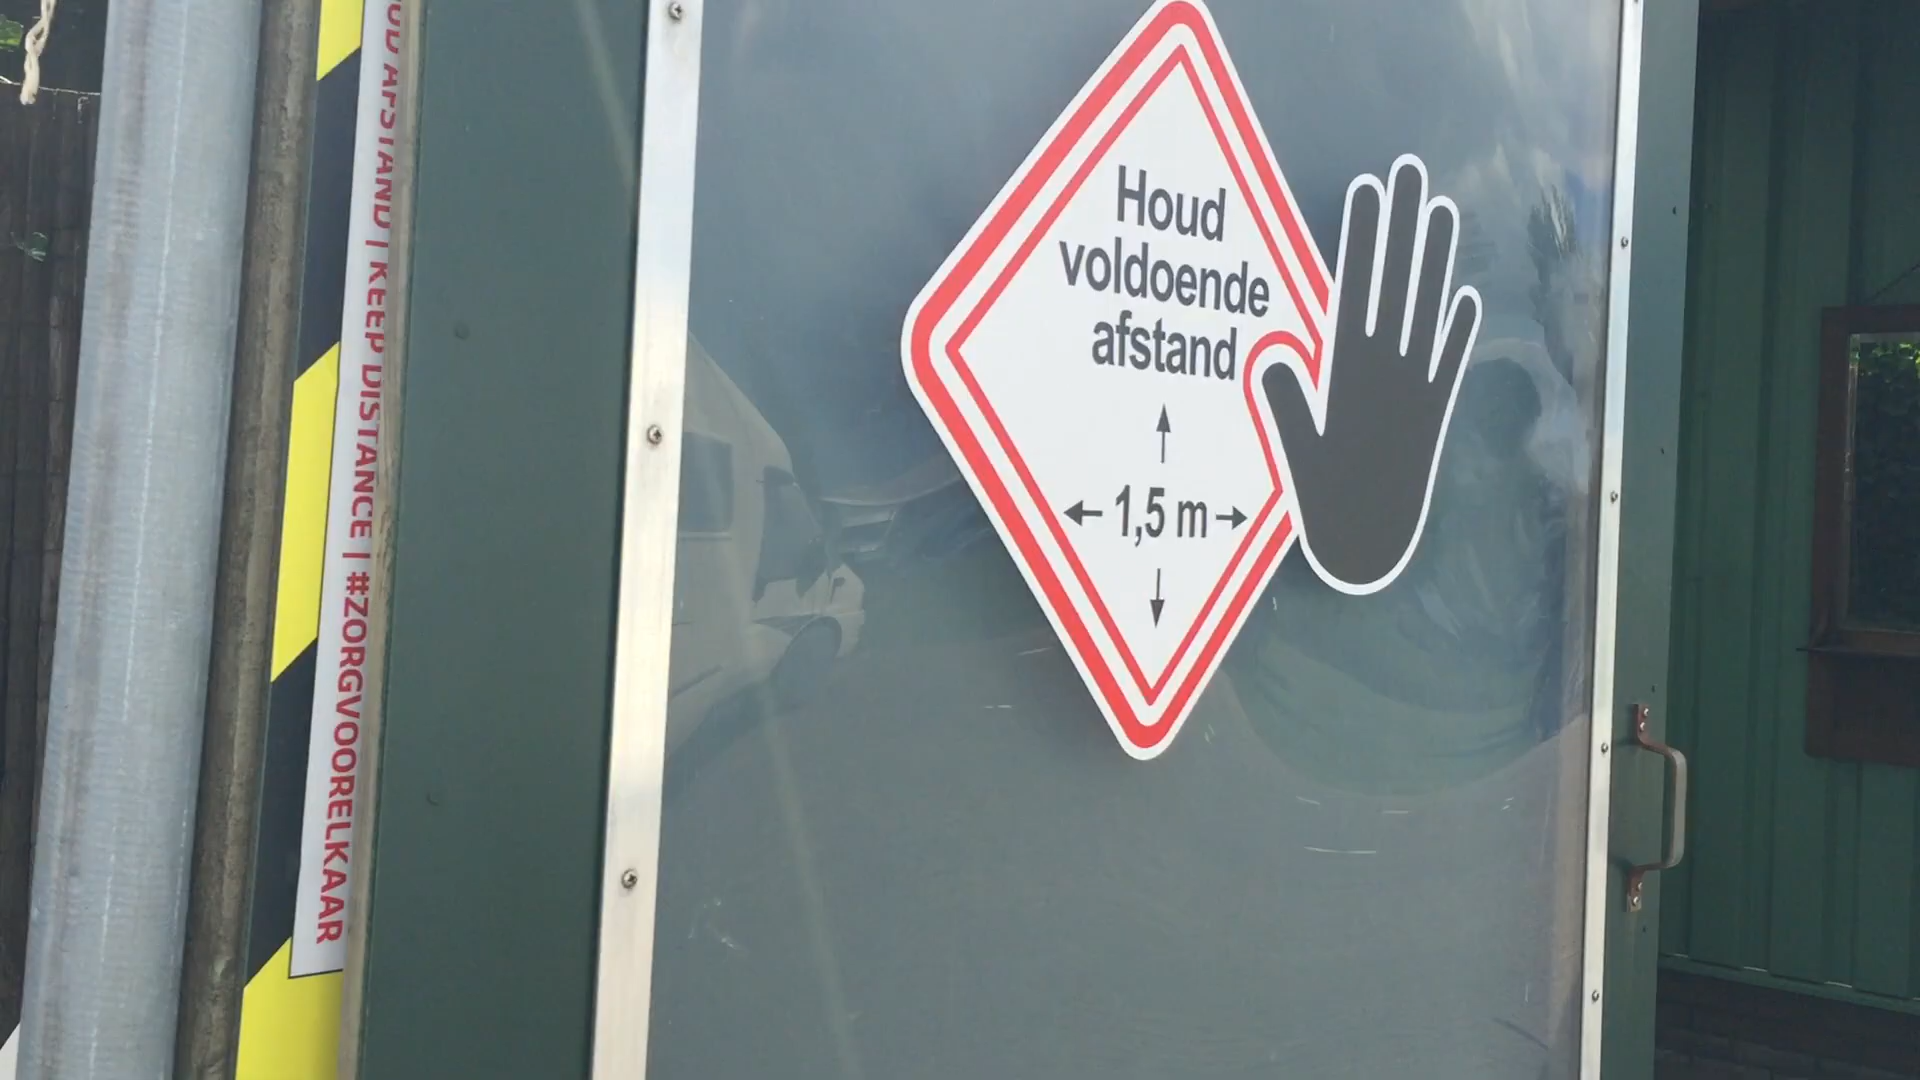 Houd
voldoende
afstand
1,5 m
AFSTAND | KEEP DISTANCE | #ZORGVOORELKAAR